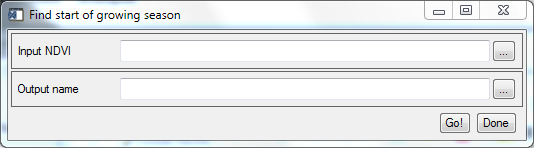 Find start of growing season
Input NDVI ...
Output name ...
Go! Done